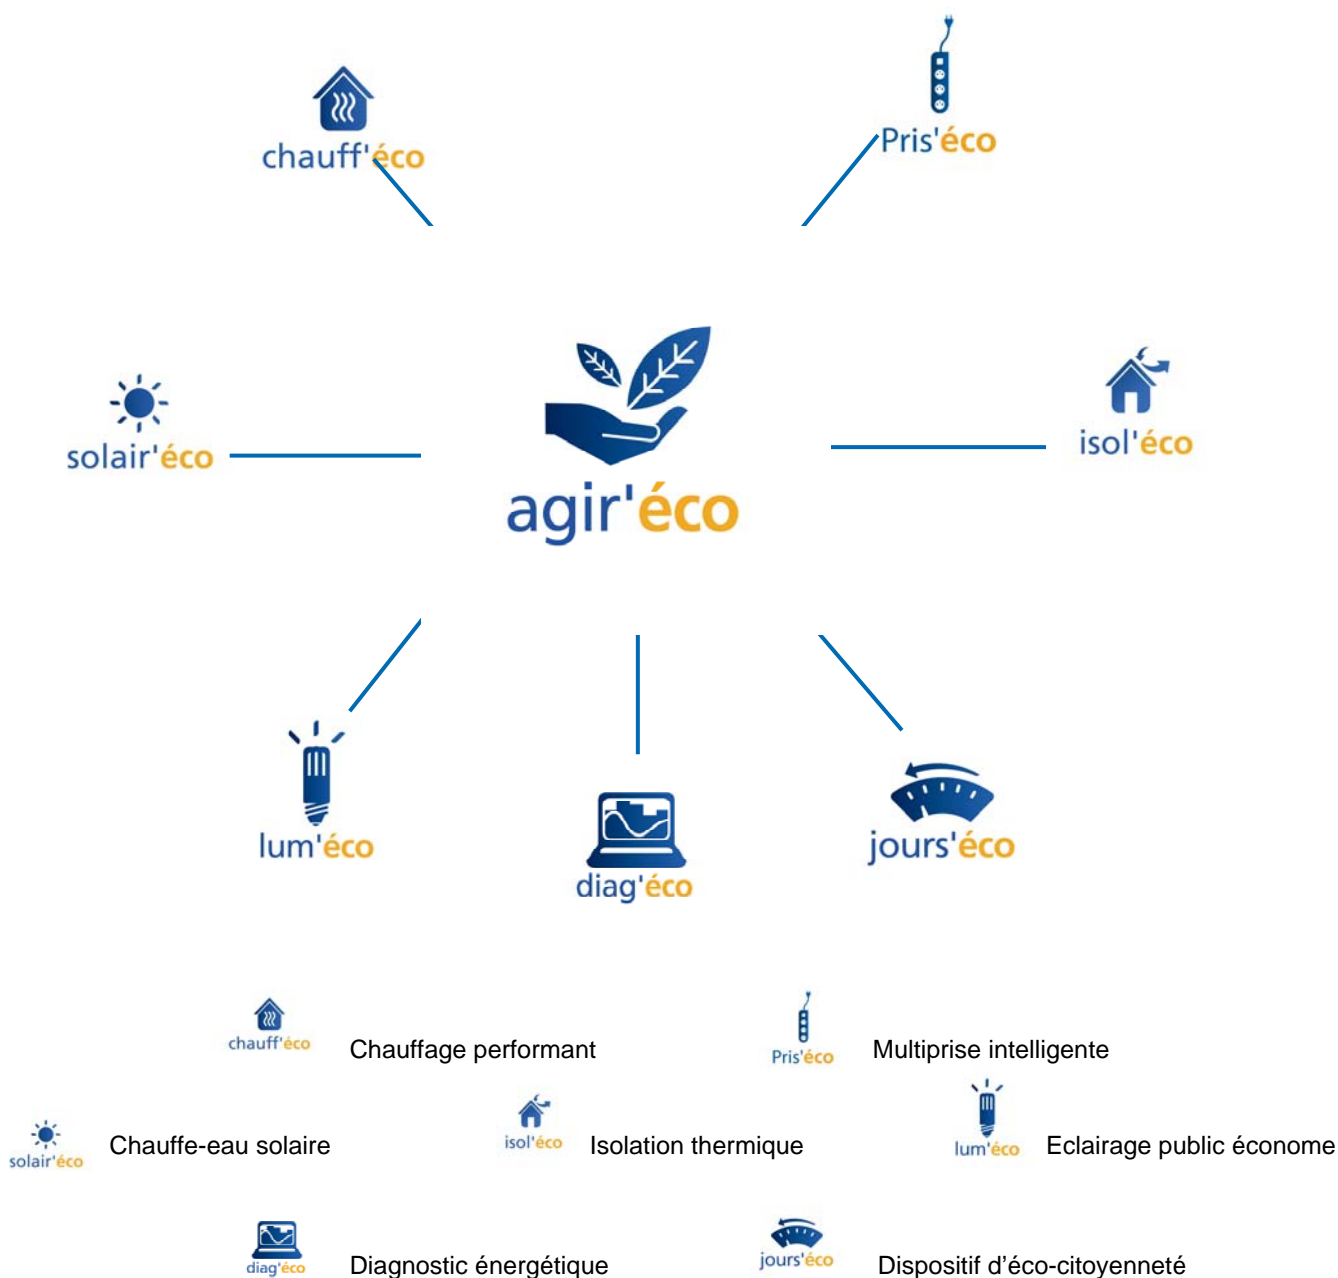 chauff'éco
Pris'éco
solair'éco
agir'éco
isol'éco
lum'éco
diag'éco
jours'éco
chauff'éco Chauffage performant
Pris'éco Multiprise intelligente
solair'éco Chauffe-eau solaire
isol'éco Isolation thermique
lum'éco Eclairage public économe
diag'éco Diagnostic énergétique
jours'éco Dispositif d'éco-citoyenneté